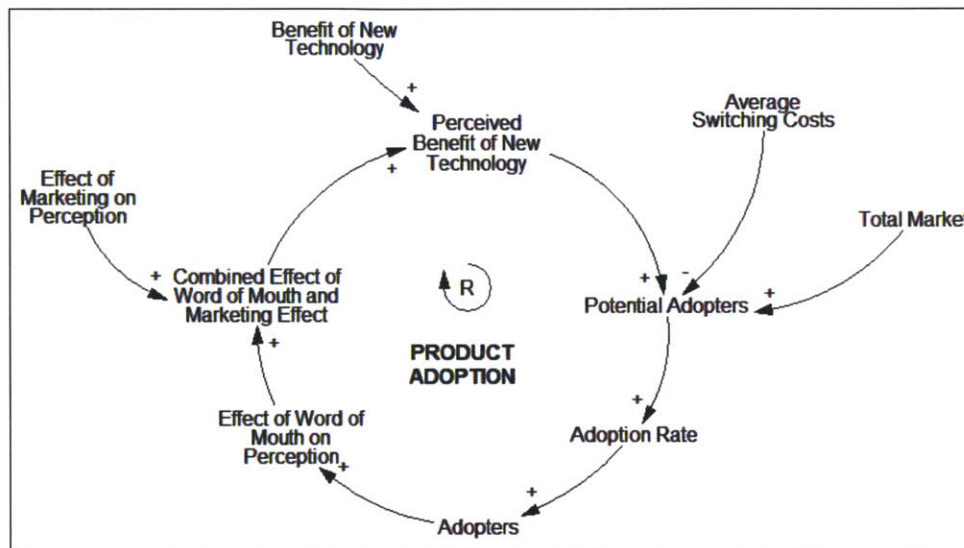 Benefit of New
Technology
+
Perceived
Benefit of New
Technology
+
Average
Switching Costs
Effect of
Marketing on
Perception
Total Market
+
Combined Effect of
Word of Mouth and
Marketing Effect
R
+
-
+
Potential Adopters
+
PRODUCT
ADOPTION
+
Effect of Word of
Mouth on
Perception
Adoption Rate
+
+
Adopters